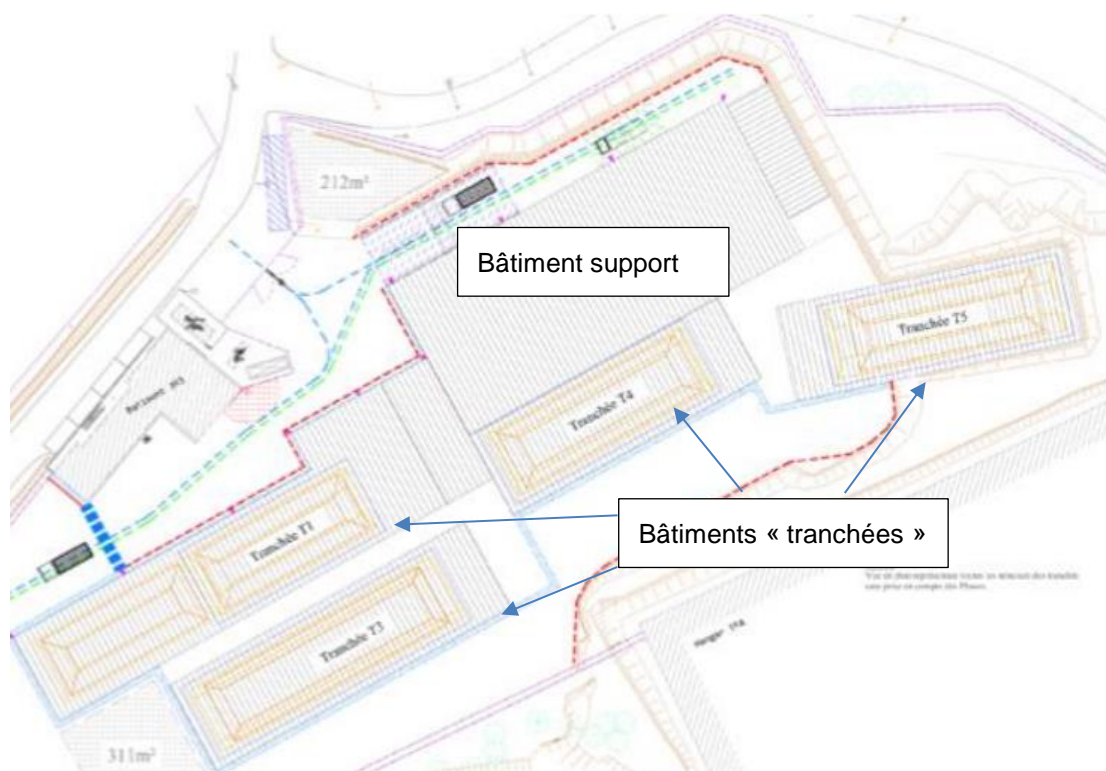 212m²
Bâtiment support
Tranchée T5
Tranchée T4
Bâtiments « tranchées »
Tranchée T1
Tranchée T3
311m²